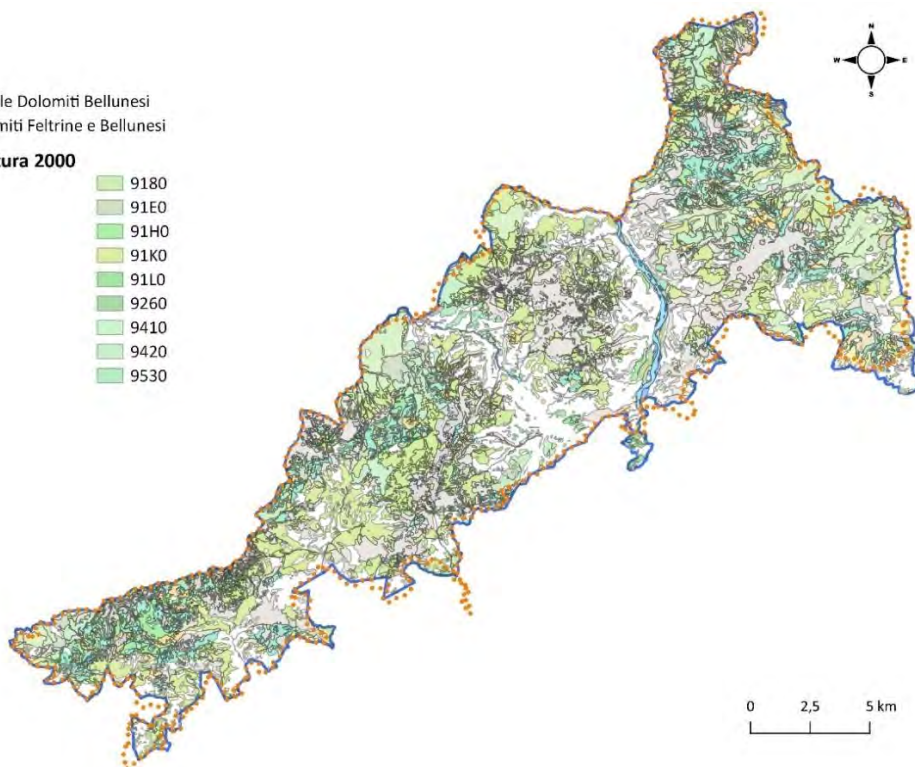 le Dolomiti Bellunesi
miti Feltrine e Bellunesi
tura 2000
9180
91E0
91H0
91K0
91L0
9260
9410
9420
9530
N
W E
S
0 2,5 5 km